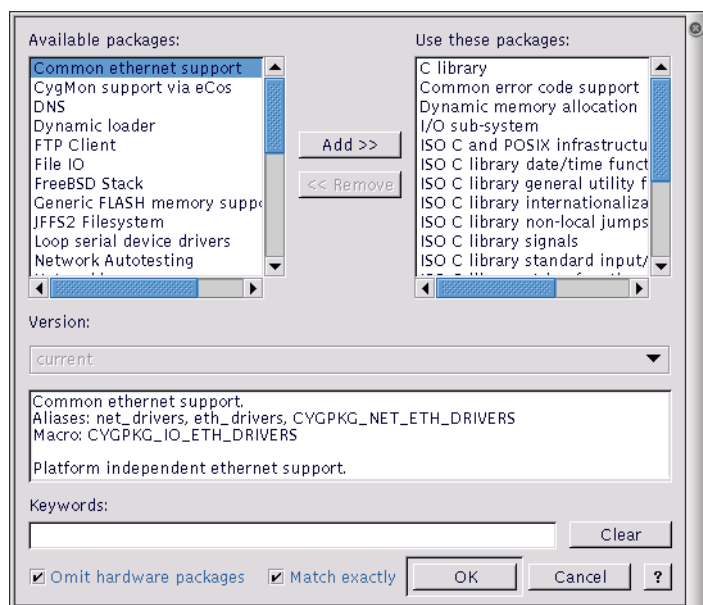 Available packages:
Common ethernet support
CygMon support via eCos
DNS
Dynamic loader
FTP Client
File IO
FreeBSD Stack
Generic FLASH memory suppo
JFFS2 Filesystem
Loop serial device drivers
Network Autotesting
Add >>
<< Remove
Use these packages:
C library
Common error code support
Dynamic memory allocation
I/O sub-system
ISO C and POSIX infrastructu
ISO C library date/time funct
ISO C library general utility f
ISO C library internationaliza
ISO C library non-local jumps
ISO C library signals
ISO C library standard input/
Version:
current
Common ethernet support.
Aliases: net_drivers, eth_drivers, CYGPKG_NET_ETH_DRIVERS
Macro: CYGPKG_IO_ETH_DRIVERS
Platform independent ethernet support.
Keywords:
Clear
Omit hardware packages
Match exactly
OK
Cancel
?